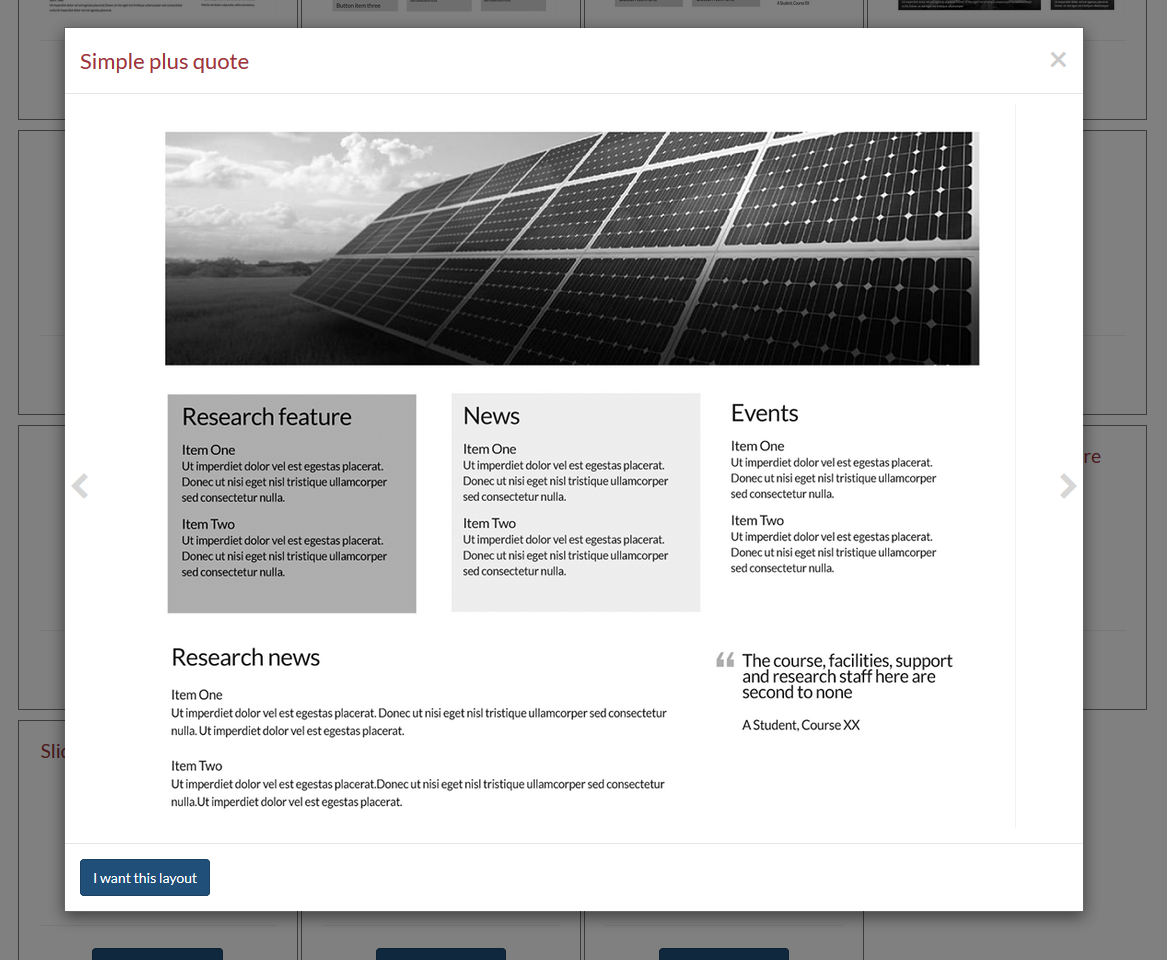 Button item three
A Student, Course XX
Simple plus quote
×
Research feature
Item One
Ut imperdiet dolor vel est egestas placerat.
Donec ut nisi eget nisl tristique ullamcorper
sed consectetur nulla.
Item Two
Ut imperdiet dolor vel est egestas placerat.
Donec ut nisi eget nisl tristique ullamcorper
sed consectetur nulla.
News
Item One
Ut imperdiet dolor vel est egestas placerat.
Donec ut nisi eget nisl tristique ullamcorper
sed consectetur nulla.
Item Two
Ut imperdiet dolor vel est egestas placerat.
Donec ut nisi eget nisl tristique ullamcorper
sed consectetur nulla.
Events
Item One
Ut imperdiet dolor vel est egestas placerat.
Donec ut nisi eget nisl tristique ullamcorper
sed consectetur nulla.
Item Two
Ut imperdiet dolor vel est egestas placerat.
Donec ut nisi eget nisl tristique ullamcorper
sed consectetur nulla.
re
Research news
Item One
Ut imperdiet dolor vel est egestas placerat. Donec ut nisi eget nisl tristique ullamcorper sed consectetur
nulla. Ut imperdiet dolor vel est egestas placerat.
Item Two
Ut imperdiet dolor vel est egestas placerat.Donec ut nisi eget nisl tristique ullamcorper sed consectetur
nulla.Ut imperdiet dolor vel est egestas placerat.
“ The course, facilities, support
and research staff here are
second to none
A Student, Course XX
Slid
I want this layout